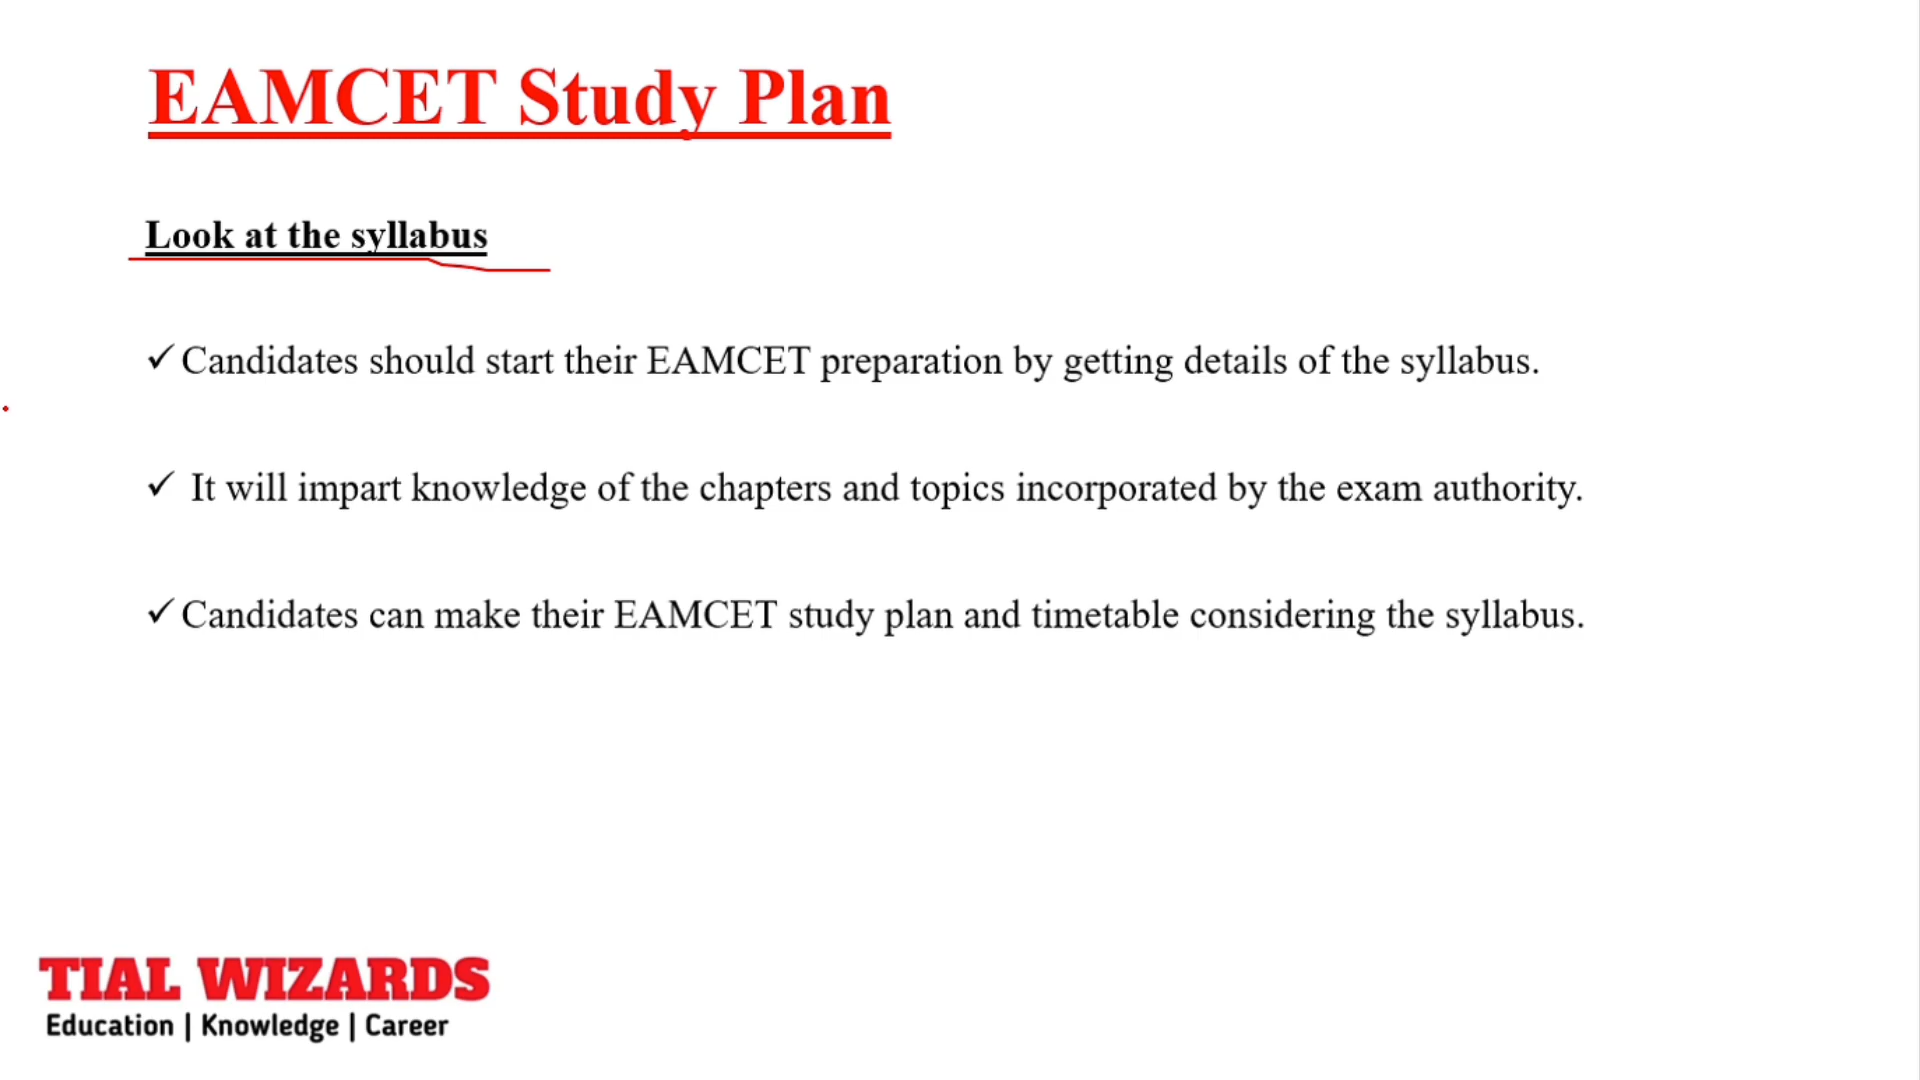 EAMCET Study Plan
Look at the syllabus
✓ Candidates should start their EAMCET preparation by getting details of the syllabus.
✓ It will impart knowledge of the chapters and topics incorporated by the exam authority.
✓ Candidates can make their EAMCET study plan and timetable considering the syllabus.
TIAL WIZARDS
Education | Knowledge | Career